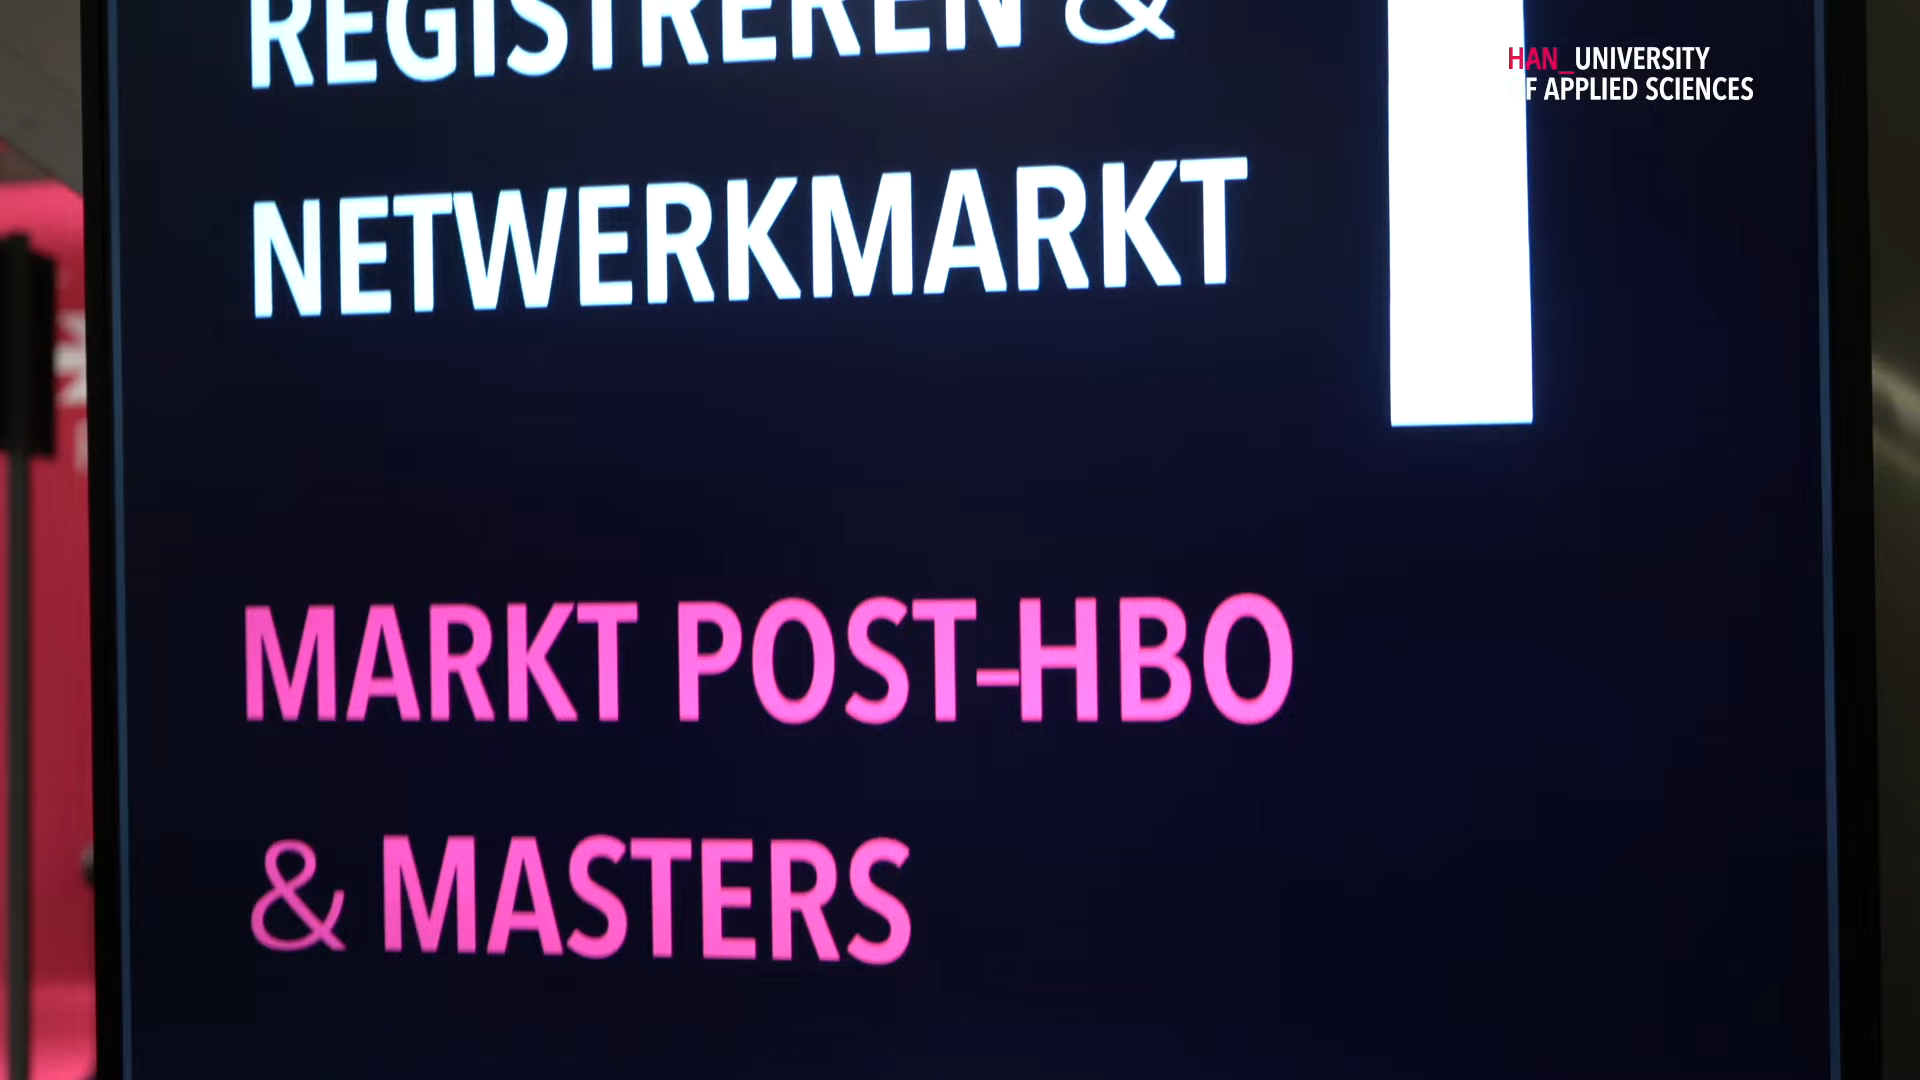 REGISTREREN &
NETWERKMARKT
MARKT POST-HBO
& MASTERS
HAN_UNIVERSITY
OF APPLIED SCIENCES